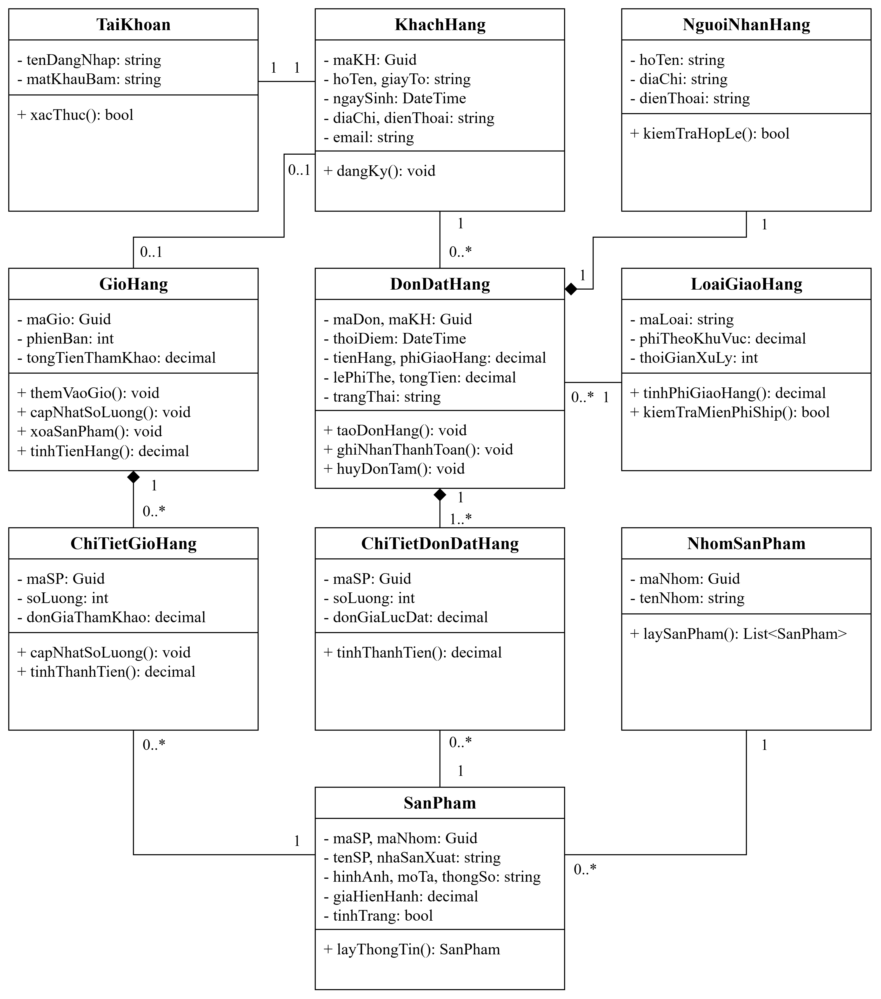 TaiKhoan
- tenDangNhap: string
- matKhauBam: string
+ xacThuc(): bool
1 1
KhachHang
- maKH: Guid
- hoTen, giayTo: string
- ngaySinh: DateTime
- diaChi, dienThoai: string
- email: string
+ dangKy(): void
NguoiNhanHang
- hoTen: string
- diaChi: string
- dienThoai: string
+ kiemTraHopLe(): bool
0..1
0..1
1
0..*
1
1
GioHang
- maGio: Guid
- phienBan: int
- tongTienThamKhao: decimal
+ themVaoGio(): void
+ capNhatSoLuong(): void
+ xoaSanPham(): void
+ tinhTienHang(): decimal
DonDatHang
- maDon, maKH: Guid
- thoiDiem: DateTime
- tienHang, phiGiaoHang: decimal
- lePhiThe, tongTien: decimal
- trangThai: string
+ taoDonHang(): void
+ ghiNhanThanhToan(): void
+ huyDonTam(): void
0..* 1
LoaiGiaoHang
- maLoai: string
- phiTheoKhuVuc: decimal
- thoiGianXuLy: int
+ tinhPhiGiaoHang(): decimal
+ kiemTraMienPhiShip(): bool
1
0..*
1
1..*
ChiTietGioHang
- maSP: Guid
- soLuong: int
- donGiaThamKhao: decimal
+ capNhatSoLuong(): void
+ tinhThanhTien(): decimal
ChiTietDonDatHang
- maSP: Guid
- soLuong: int
- donGiaLucDat: decimal
+ tinhThanhTien(): decimal
NhomSanPham
- maNhom: Guid
- tenNhom: string
+ laySanPham(): List<SanPham>
0..*
0..*
1
1
1
0..*
SanPham
- maSP, maNhom: Guid
- tenSP, nhaSanXuat: string
- hinhAnh, moTa, thongSo: string
- giaHienHanh: decimal
- tinhTrang: bool
+ layThongTin(): SanPham